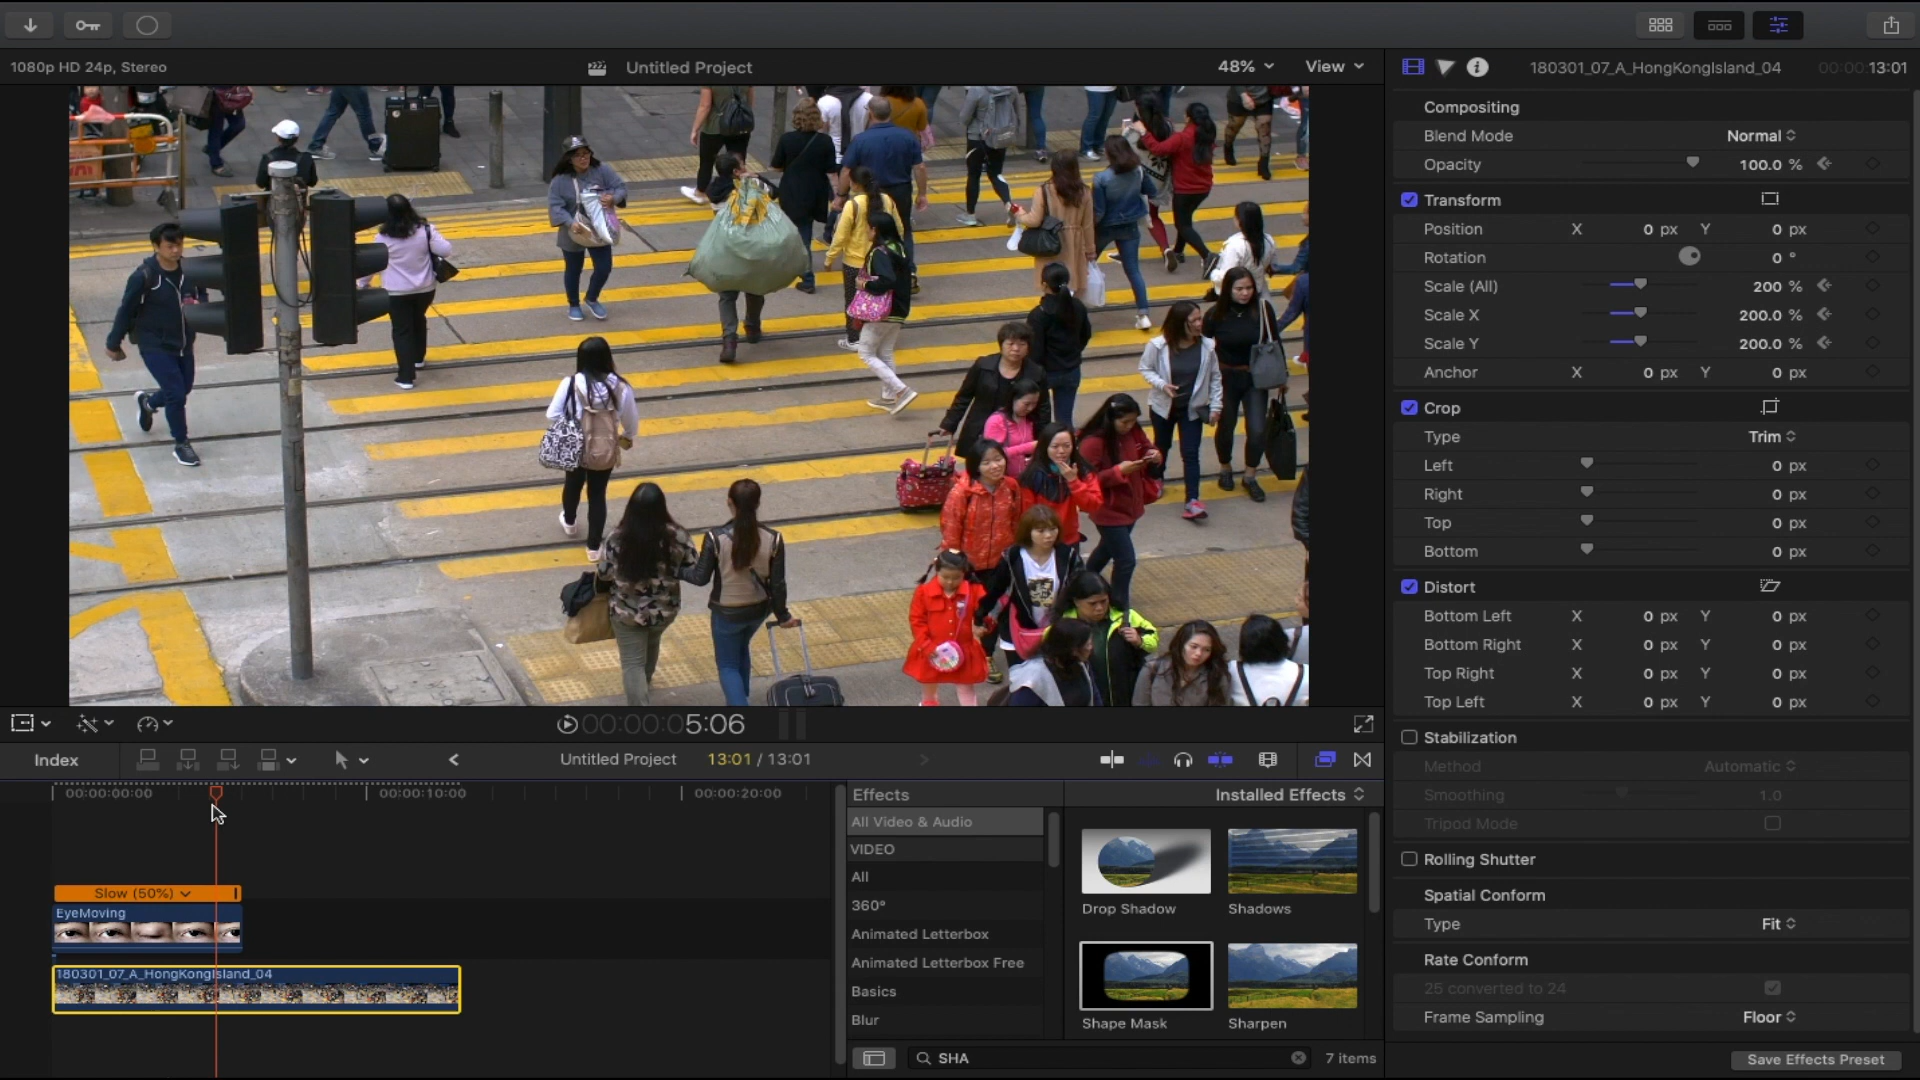 1080p HD 24p, Stereo
Untitled Project
48%
View
180301_07_A_HongKongIsland_04
00:00:13:01
Compositing
Blend Mode Normal
Opacity 100.0 %
Transform
Position X 0 px Y 0 px
Rotation 0 °
Scale (All) 200 %
Scale X 200.0 %
Scale Y 200.0 %
Anchor X 0 px Y 0 px
Crop
Type Trim
Left 0 px
Right 0 px
Top 0 px
Bottom 0 px
Distort
Bottom Left X 0 px Y 0 px
Bottom Right X 0 px Y 0 px
Top Right X 0 px Y 0 px
Top Left X 0 px Y 0 px
Stabilization
Method Automatic
Smoothing 1.0
Tripod Mode
Rolling Shutter
Spatial Conform
Type Fit
Rate Conform
25 converted to 24
Frame Sampling Floor
Save Effects Preset
00:00:05:06
Index
Untitled Project
13:01 / 13:01
00:00:00:00
00:00:10:00
00:00:20:00
Slow (50%)
EyeMoving
180301_07_A_HongKongIsland_04
Effects
Installed Effects
All Video & Audio
VIDEO
All
360°
Animated Letterbox
Animated Letterbox Free
Basics
Blur
Drop Shadow
Shadows
Shape Mask
Sharpen
SHA
7 items